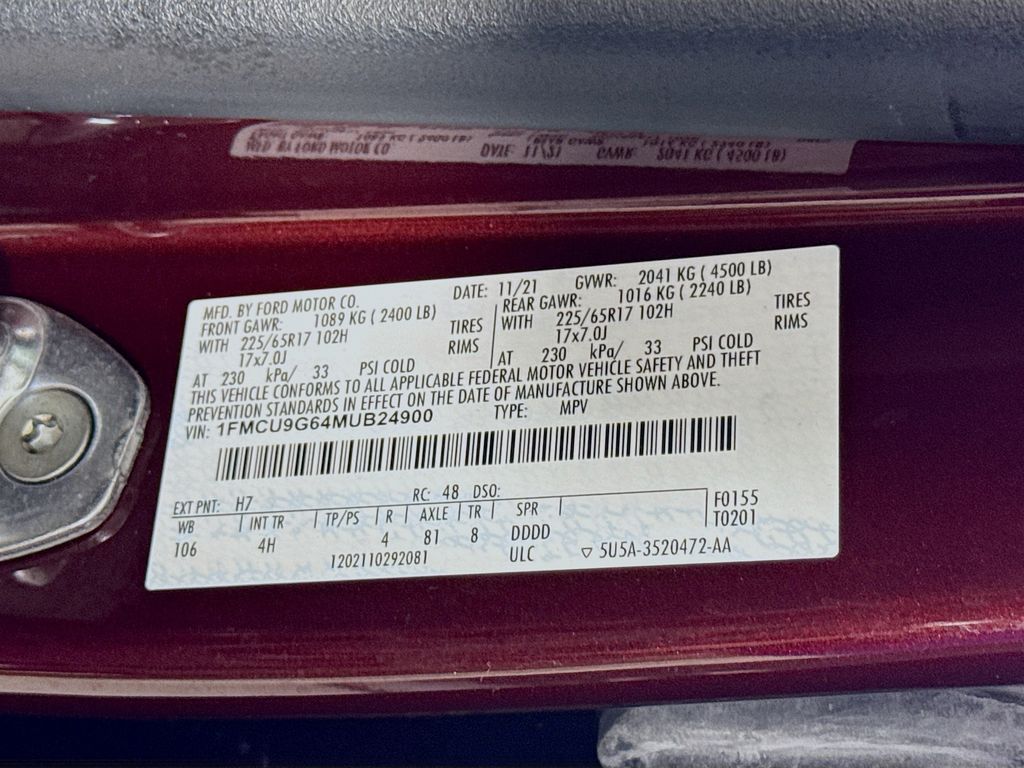 MFD. BY FORD MOTOR CO. DATE: 11/21 GVWR: 2041 KG ( 4500 LB)
FRONT GAWR: 1089 KG ( 2400 LB) REAR GAWR: 1016 KG ( 2240 LB)
WITH 225/65R17 102H TIRES WITH 225/65R17 102H TIRES
17x7.0J RIMS 17x7.0J RIMS
AT 230 kPa/ 33 PSI COLD AT 230 kPa/ 33 PSI COLD
THIS VEHICLE CONFORMS TO ALL APPLICABLE FEDERAL MOTOR VEHICLE SAFETY AND THEFT
PREVENTION STANDARDS IN EFFECT ON THE DATE OF MANUFACTURE SHOWN ABOVE.
VIN: 1FMCU9G64MUB24900 TYPE: MPV
EXT PNT: H7 RC: 48 DSO: F0155
WB INT TR TP/PS R AXLE TR SPR T0201
106 4H 4 81 8 DDDD
1202110292081 ULC ▽ 5U5A-3520472-AA